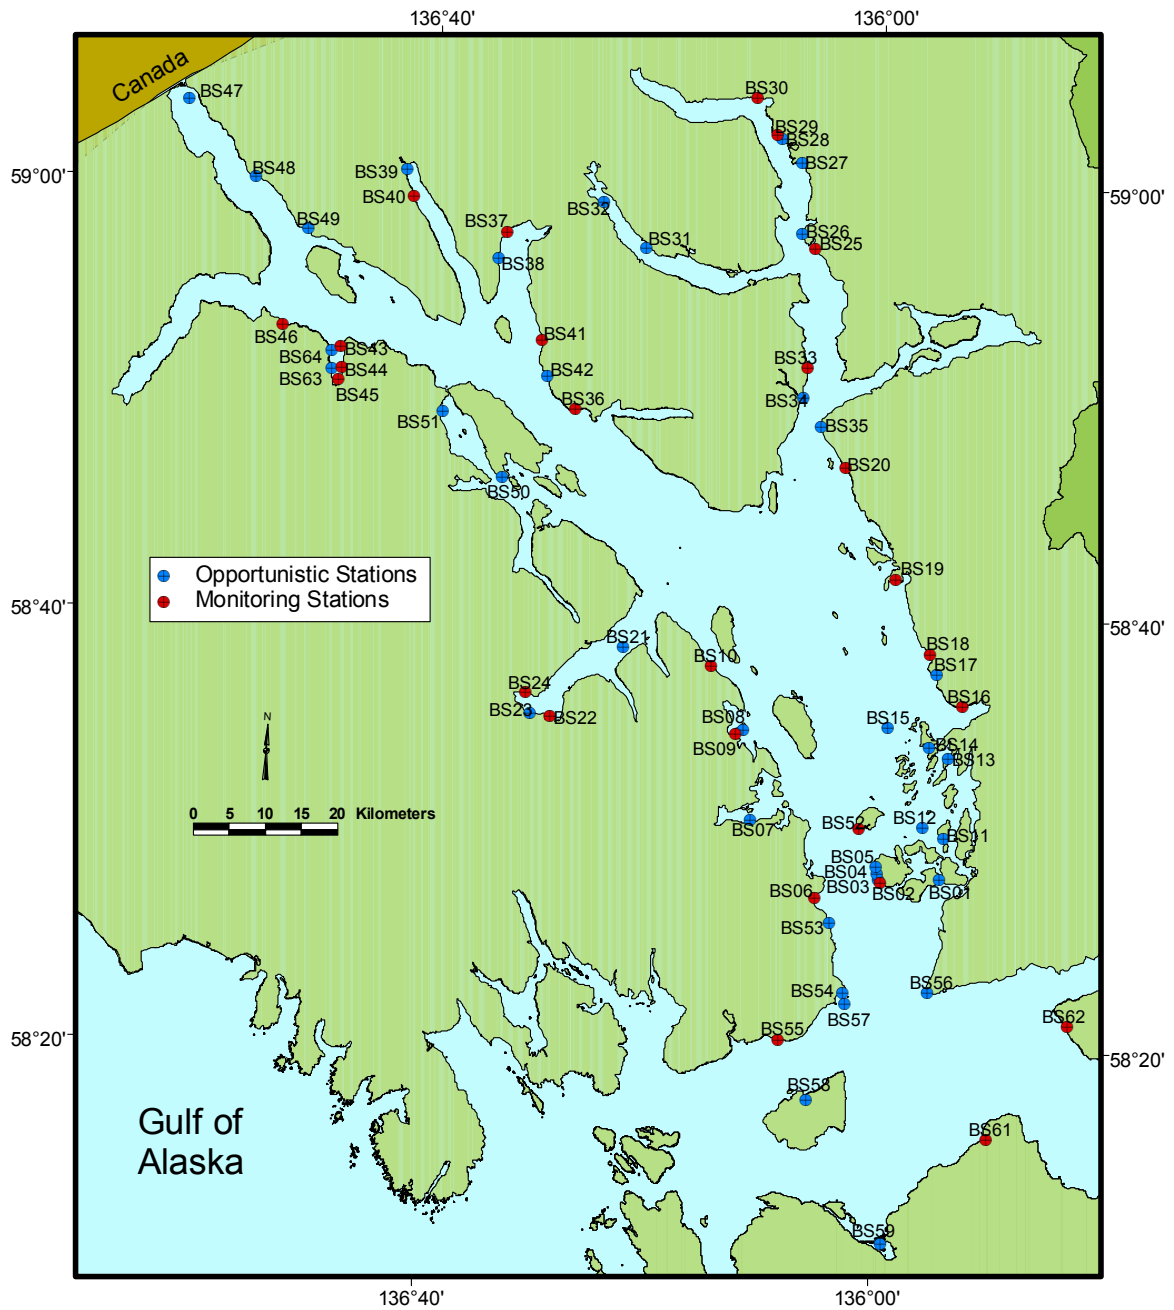 136°40'
136°00'
Canada
BS47
BS30
BS29
BS28
BS27
BS48
BS39
BS40
59°00'
59°00'
BS32
BS49
BS37
BS38
BS31
BS26
BS25
BS46
BS64
BS43
BS63
BS44
BS45
BS41
BS42
BS36
BS33
BS34
BS35
BS51
BS50
BS20
Opportunistic Stations
Monitoring Stations
BS19
58°40'
58°40'
BS21
BS10
BS18
BS17
BS24
BS23
BS22
BS16
BS08
BS09
BS15
BS14
BS13
N
0 5 10 15 20 Kilometers
BS07
BS52
BS12
BS11
BS05
BS04
BS03
BS02
BS01
BS06
BS53
BS54
BS57
BS56
BS55
BS62
58°20'
58°20'
BS58
Gulf of
Alaska
BS61
BS59
136°40'
136°00'